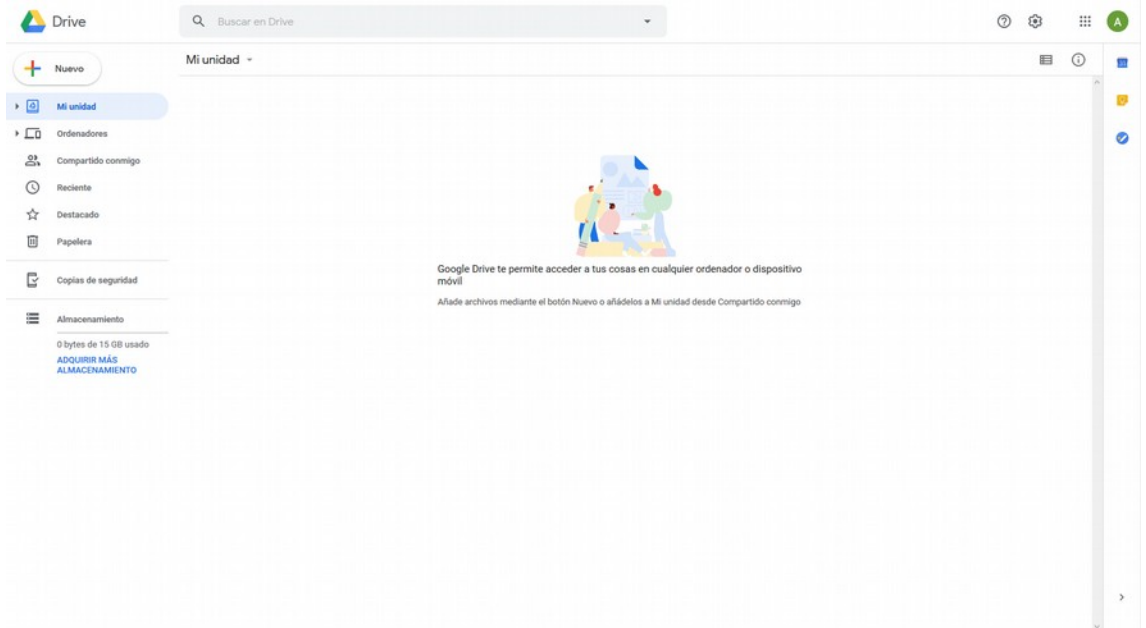 Drive
Buscar en Drive
A
Nuevo
Mi unidad
Mi unidad
Ordenadores
Compartido conmigo
Reciente
Destacado
Papelera
Copias de seguridad
Almacenamiento
0 bytes de 15 GB usado
ADQUIRIR MÁS
ALMACENAMIENTO
Google Drive te permite acceder a tus cosas en cualquier ordenador o dispositivo
móvil
Añade archivos mediante el botón Nuevo o añádelos a Mi unidad desde Compartido conmigo